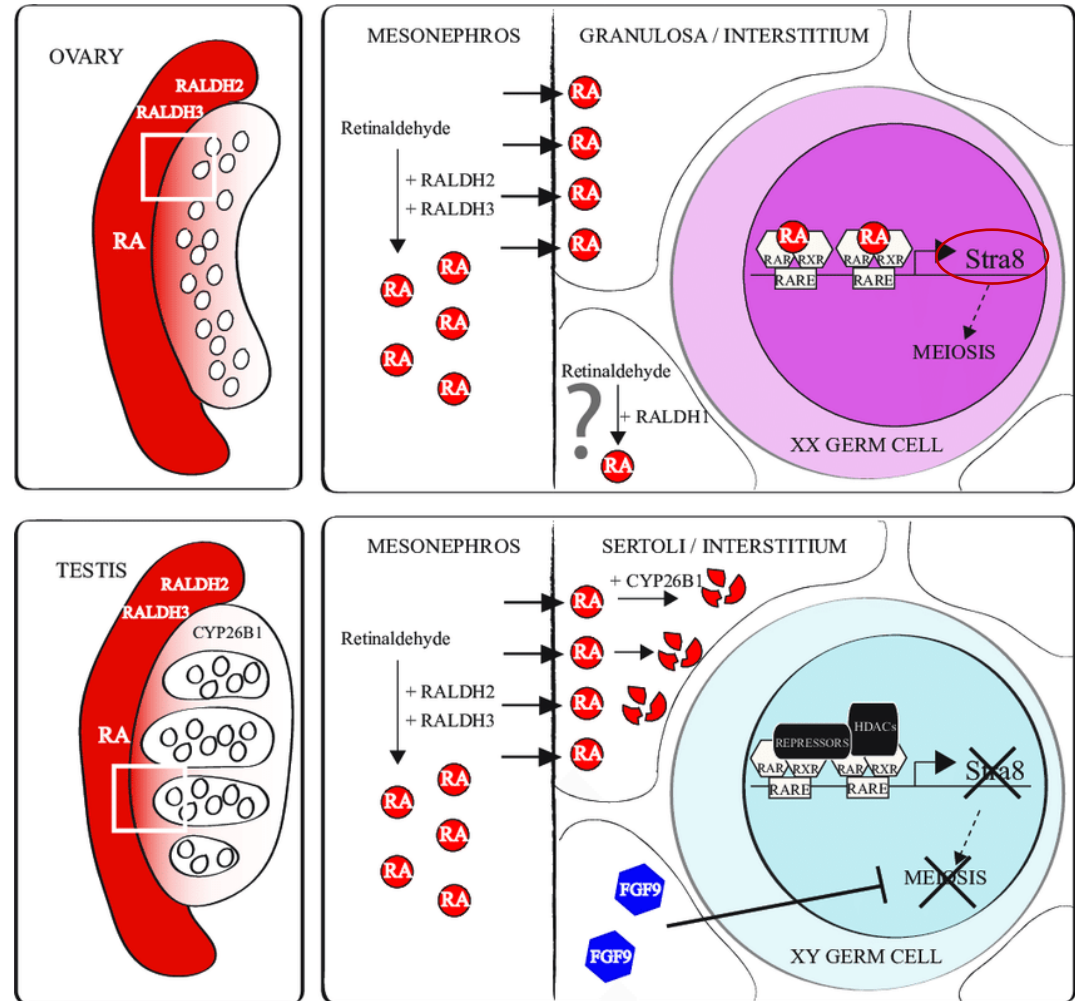 OVARY
RALDH2
RALDH3
RA
MESONEPHROS
GRANULOSA / INTERSTITIUM
Retinaldehyde
+ RALDH2
+ RALDH3
RA
RA
RA
RA
RA
RA
RA
RA
RA
Retinaldehyde
?
+ RALDH1
RA
RA
RA
RAR RXR
RAR RXR
RARE
RARE
Stra8
MEIOSIS
XX GERM CELL
TESTIS
RALDH2
RALDH3
CYP26B1
RA
MESONEPHROS
SERTOLI / INTERSTITIUM
+ CYP26B1
Retinaldehyde
+ RALDH2
+ RALDH3
RA
RA
RA
RA
RA
RA
RA
RA
RA
HDACs
REPRESSORS
RAR RXR
RAR RXR
RARE
RARE
Stra8
MEIOSIS
FGF9
FGF9
XY GERM CELL